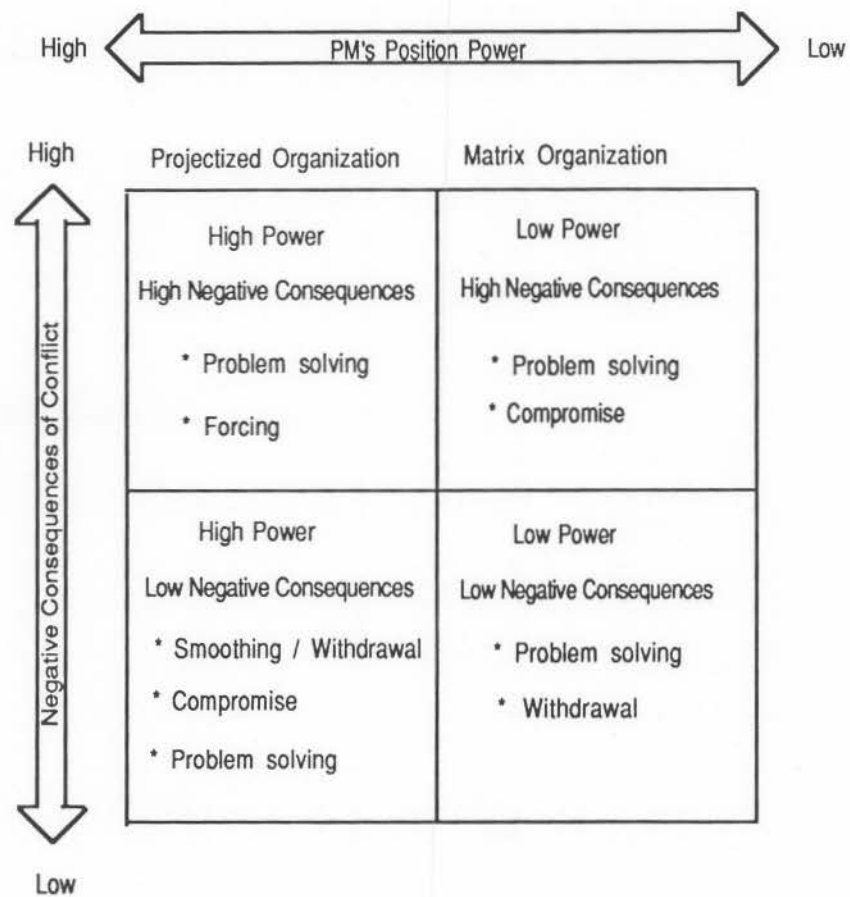 High PM's Position Power Low
High
Projectized Organization Matrix Organization
High Power
High Negative Consequences
* Problem solving
* Forcing
Low Power
High Negative Consequences
* Problem solving
* Compromise
Negative Consequences of Conflict
High Power
Low Negative Consequences
* Smoothing / Withdrawal
* Compromise
* Problem solving
Low Power
Low Negative Consequences
* Problem solving
* Withdrawal
Low